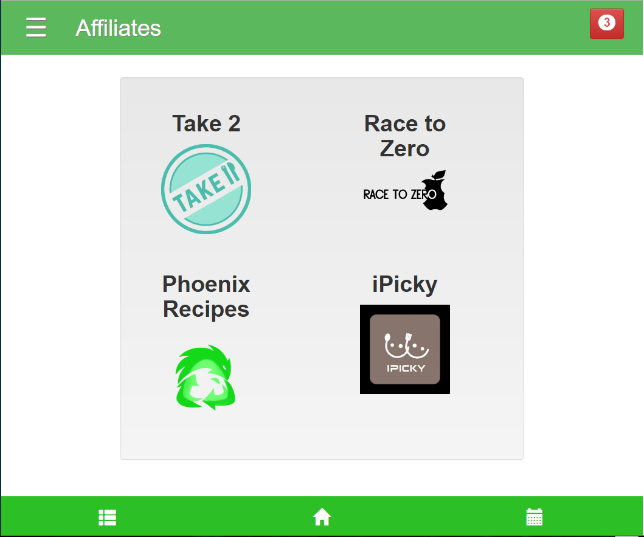 Affiliates
3
Take 2
TAKE II
Race to
Zero
RACE TO ZERO
Phoenix
Recipes
iPicky
IPICKY